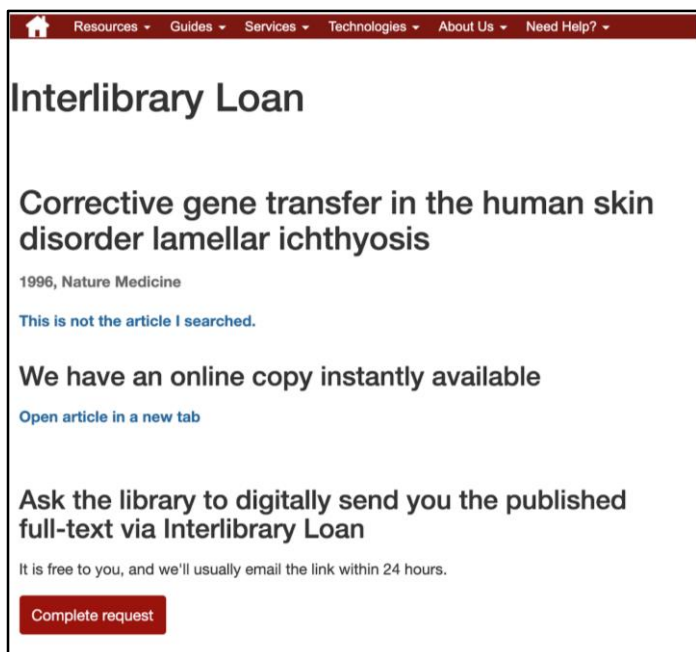 Resources Guides Services Technologies About Us Need Help?
Interlibrary Loan
Corrective gene transfer in the human skin
disorder lamellar ichthyosis
1996, Nature Medicine
This is not the article I searched.
We have an online copy instantly available
Open article in a new tab
Ask the library to digitally send you the published
full-text via Interlibrary Loan
It is free to you, and we'll usually email the link within 24 hours.
Complete request